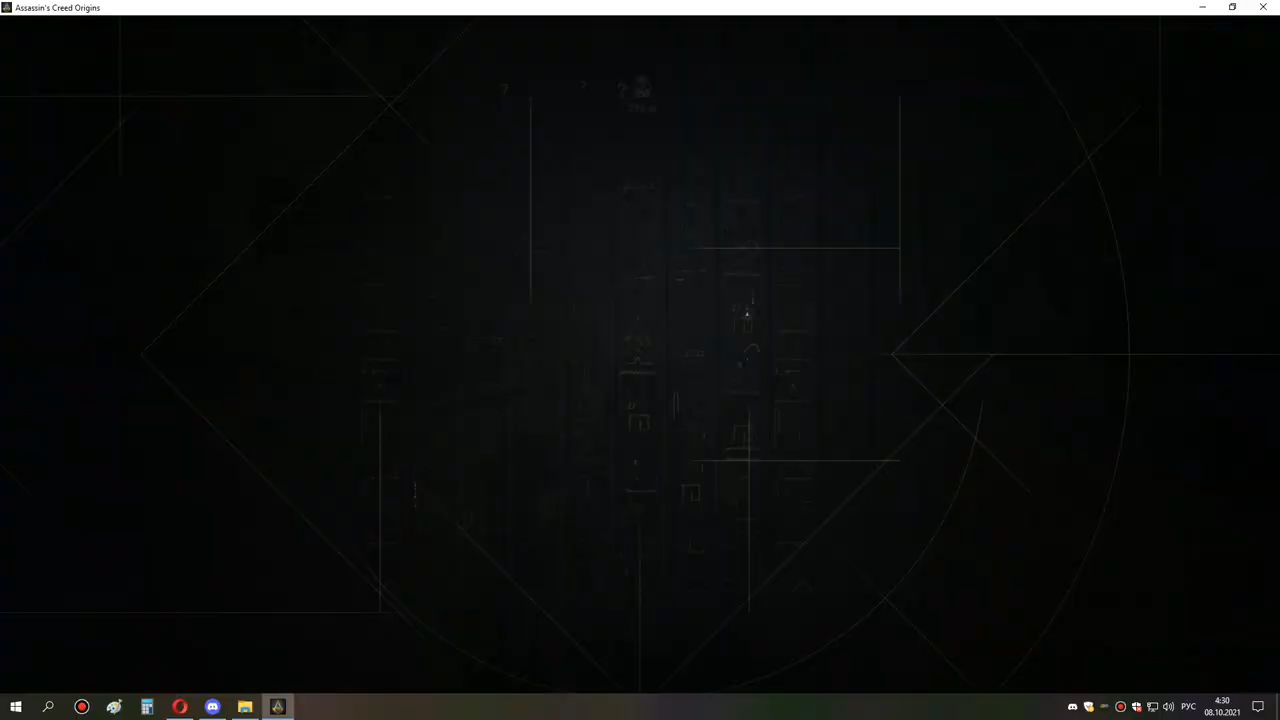 Assassin's Creed Origins
? ? ?
4:30
РУС
08.10.2021